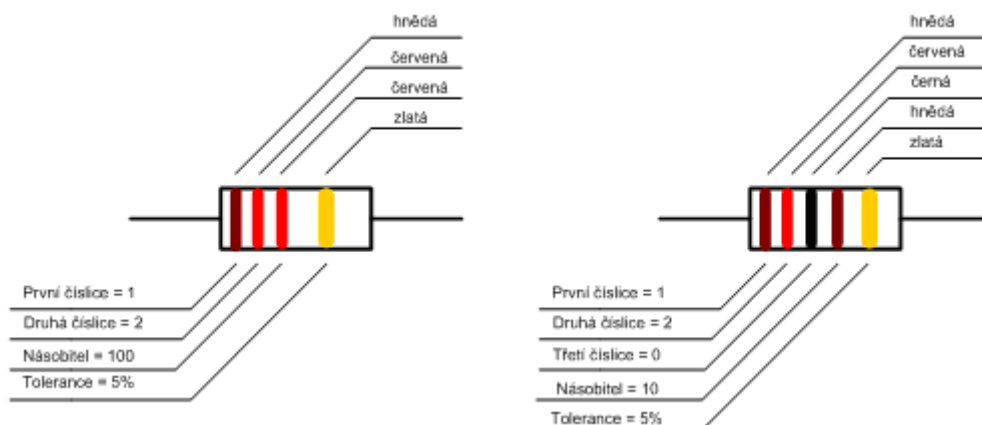 hnědá
červená
červená
zlatá
První číslice = 1
Druhá číslice = 2
Násobitel = 100
Tolerance = 5%
hnědá
červená
černá
hnědá
zlatá
První číslice = 1
Druhá číslice = 2
Třetí číslice = 0
Násobitel = 10
Tolerance = 5%